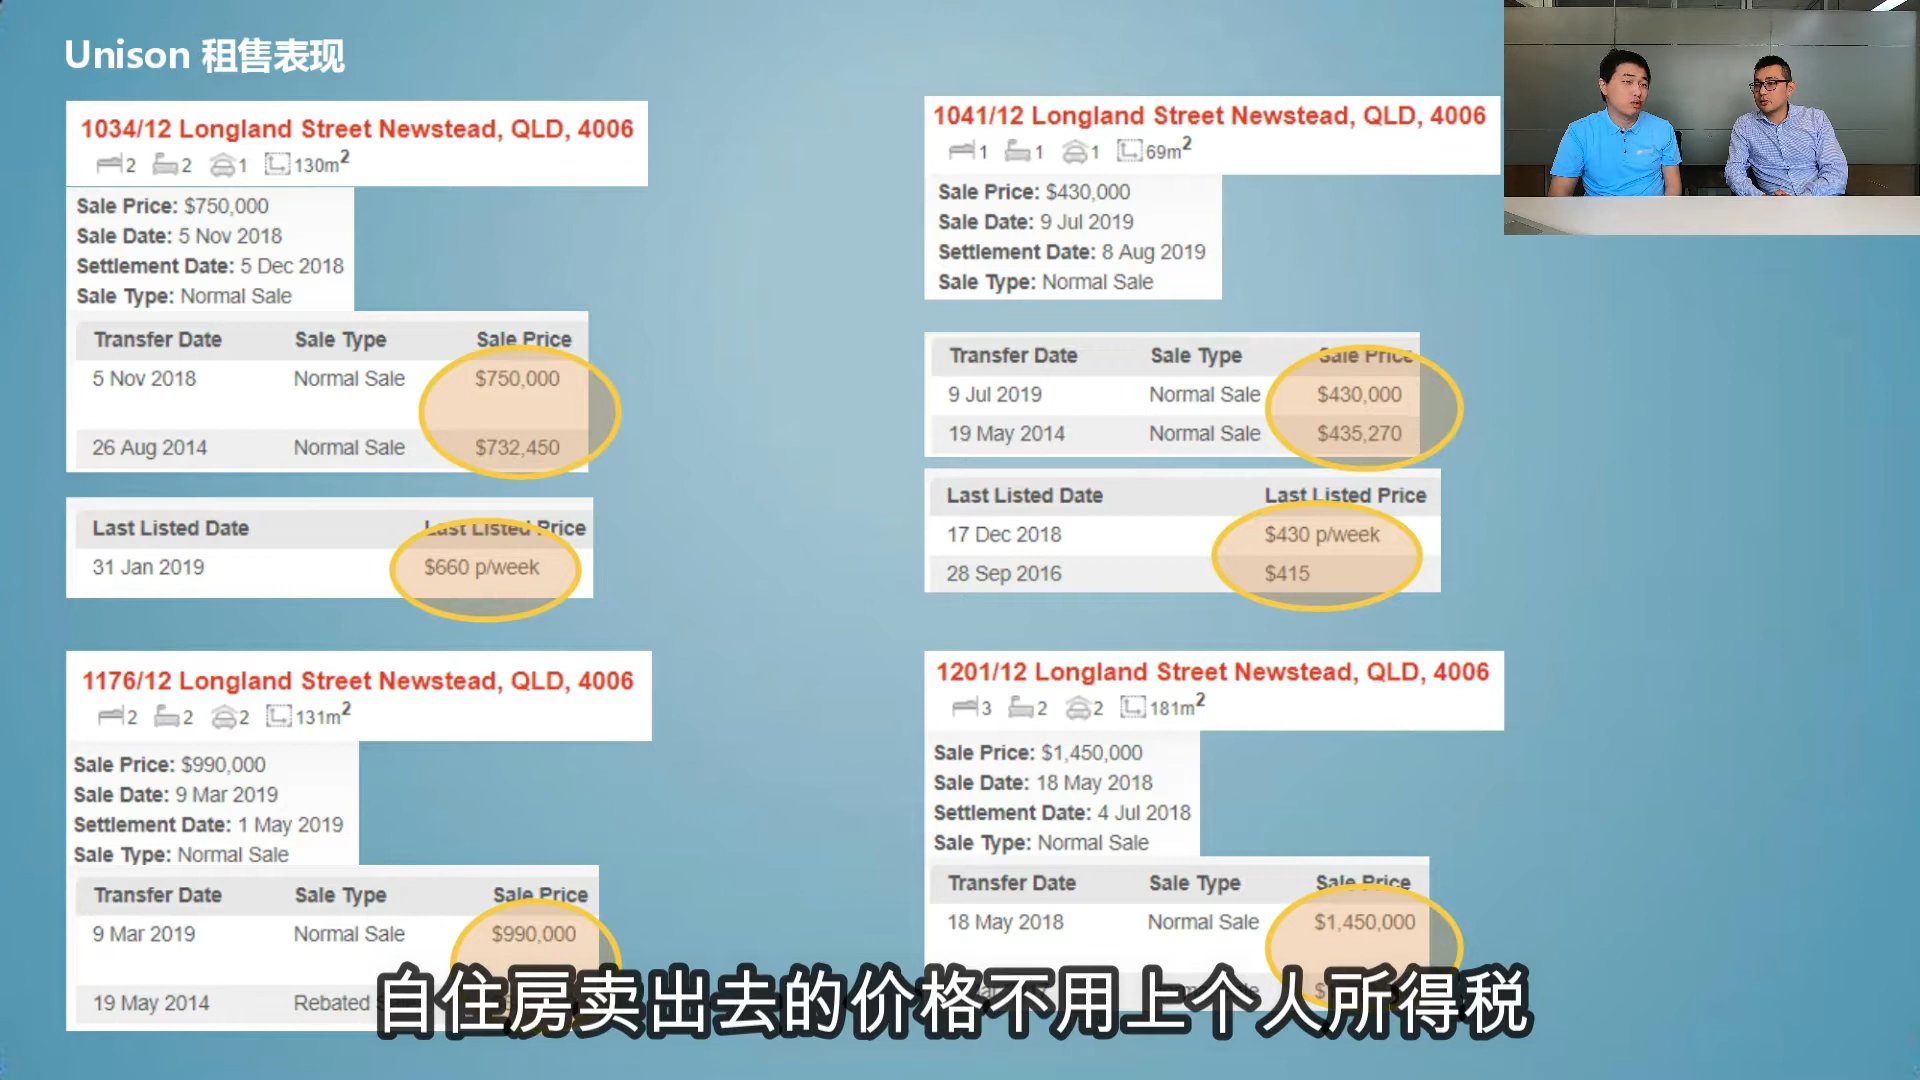 Unison 租售表现
1034/12 Longland Street Newstead, QLD, 4006
2 2 1 130m²
Sale Price: $750,000
Sale Date: 5 Nov 2018
Settlement Date: 5 Dec 2018
Sale Type: Normal Sale
Transfer Date Sale Type Sale Price
5 Nov 2018 Normal Sale $750,000
26 Aug 2014 Normal Sale $732,450
Last Listed Date Last Listed Price
31 Jan 2019 $660 p/week
1041/12 Longland Street Newstead, QLD, 4006
1 1 1 69m²
Sale Price: $430,000
Sale Date: 9 Jul 2019
Settlement Date: 8 Aug 2019
Sale Type: Normal Sale
Transfer Date Sale Type Sale Price
9 Jul 2019 Normal Sale $430,000
19 May 2014 Normal Sale $435,270
Last Listed Date Last Listed Price
17 Dec 2018 $430 p/week
28 Sep 2016 $415
1176/12 Longland Street Newstead, QLD, 4006
2 2 2 131m²
Sale Price: $990,000
Sale Date: 9 Mar 2019
Settlement Date: 1 May 2019
Sale Type: Normal Sale
Transfer Date Sale Type Sale Price
9 Mar 2019 Normal Sale $990,000
19 May 2014 Rebated
1201/12 Longland Street Newstead, QLD, 4006
3 2 2 181m²
Sale Price: $1,450,000
Sale Date: 18 May 2018
Settlement Date: 4 Jul 2018
Sale Type: Normal Sale
Transfer Date Sale Type Sale Price
18 May 2018 Normal Sale $1,450,000
自住房卖出去的价格不用上个人所得税